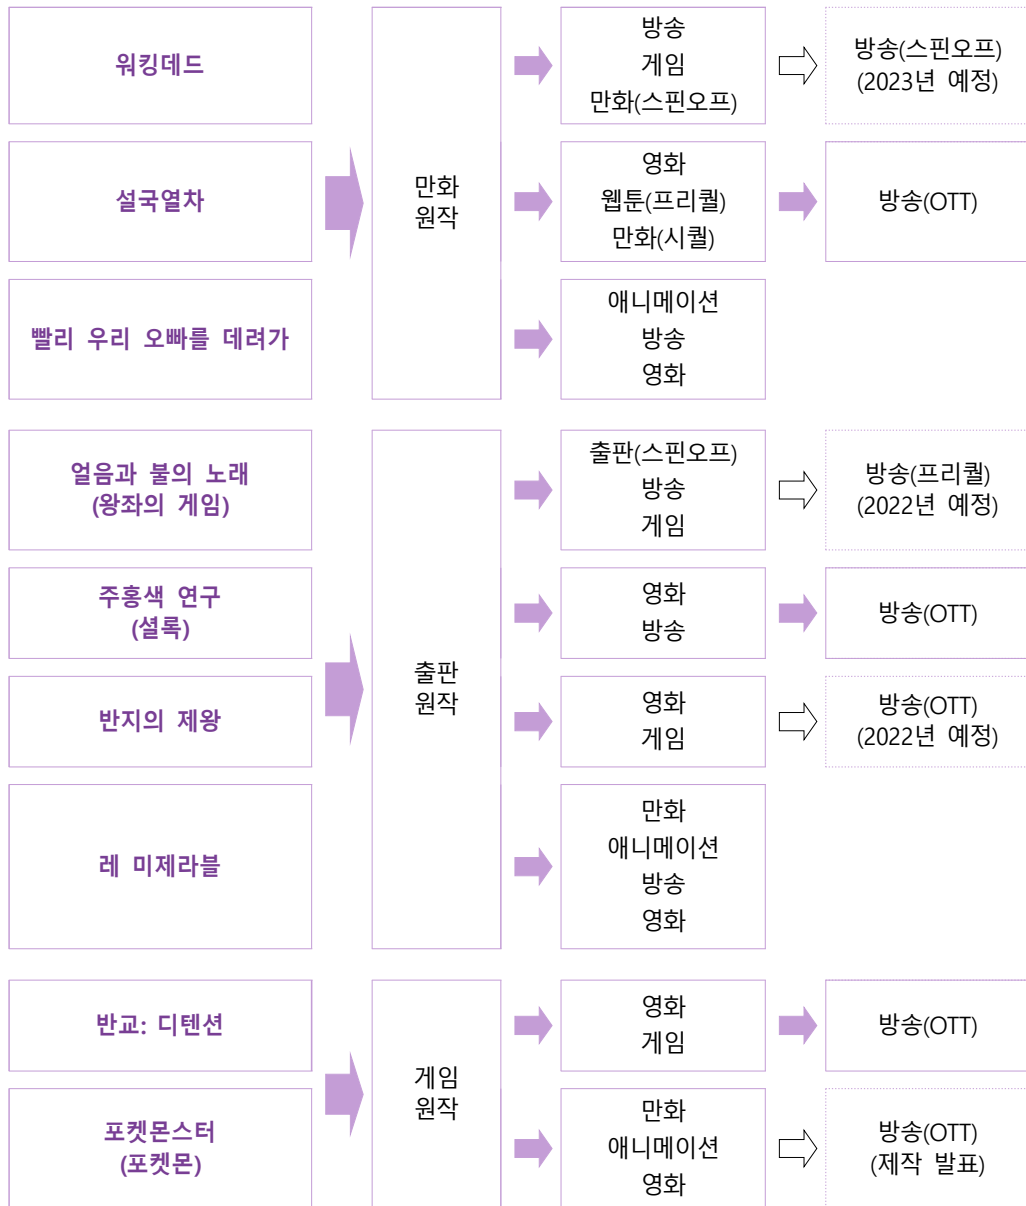 워킹데드
만화
원작
방송
게임
만화(스핀오프)
방송(스핀오프)
(2023년 예정)
설국열차
영화
웹툰(프리퀄)
만화(시퀄)
방송(OTT)
빨리 우리 오빠를 데려가
애니메이션
방송
영화
얼음과 불의 노래
(왕좌의 게임)
출판
원작
출판(스핀오프)
방송
게임
방송(프리퀄)
(2022년 예정)
주홍색 연구
(셜록)
영화
방송
방송(OTT)
반지의 제왕
영화
게임
방송(OTT)
(2022년 예정)
레 미제라블
만화
애니메이션
방송
영화
반교: 디텐션
게임
원작
영화
게임
방송(OTT)
포켓몬스터
(포켓몬)
만화
애니메이션
영화
방송(OTT)
(제작 발표)